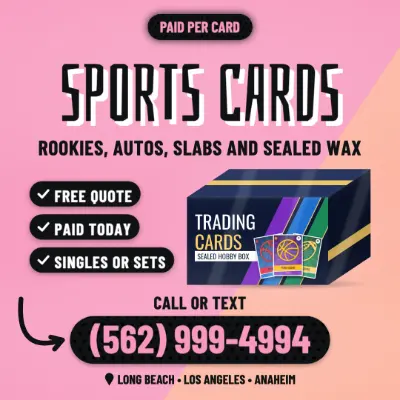 PAID PER CARD
SPORTS CARDS
ROOKIES, AUTOS, SLABS AND SEALED WAX
FREE QUOTE
PAID TODAY
SINGLES OR SETS
TRADING
CARDS
SEALED HOBBY BOX
CALL OR TEXT
(562) 999-4994
LONG BEACH • LOS ANGELES • ANAHEIM